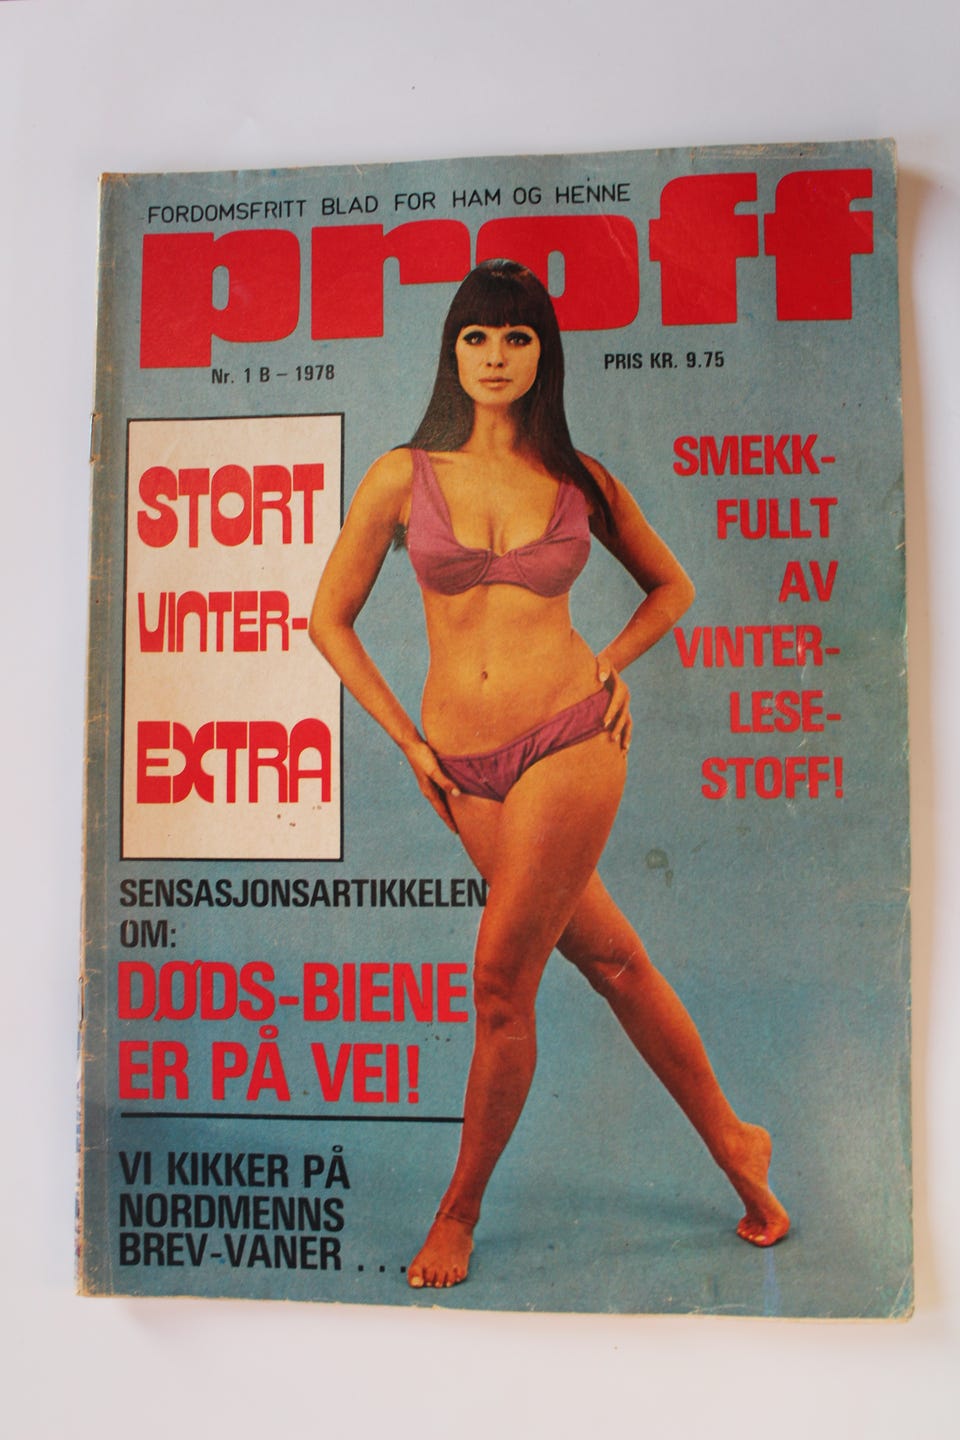 FORDOMSFRITT BLAD FOR HAM OG HENNE
proff
Nr. 1 B – 1978
PRIS KR. 9.75
STORT
VINTER-
EXTRA
SMEKK-
FULLT
AV
VINTER-
LESE-
STOFF!
SENSASJONSARTIKKELEN
OM:
DØDS-BIENE
ER PÅ VEI!
VI KIKKER PÅ
NORDMENNS
BREV-VANER . . .